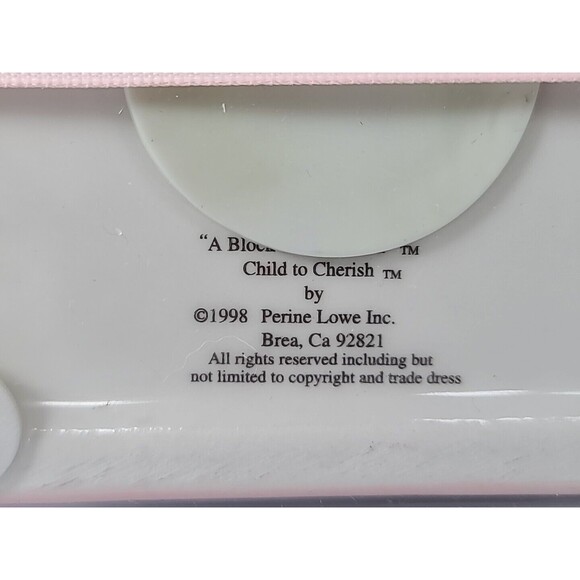 "A Block ™
Child to Cherish ™
by
©1998 Perine Lowe Inc.
Brea, Ca 92821
All rights reserved including but
not limited to copyright and trade dress